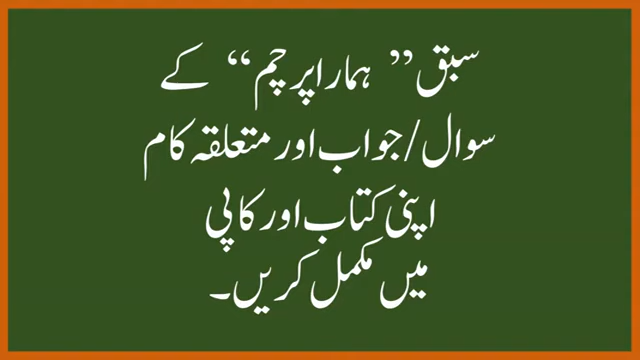 سبق ” ہمارا پرچم “ کے
سوال/جواب اور متعلقہ کام
اپنی کتاب اور کاپی
میں مکمل کریں۔